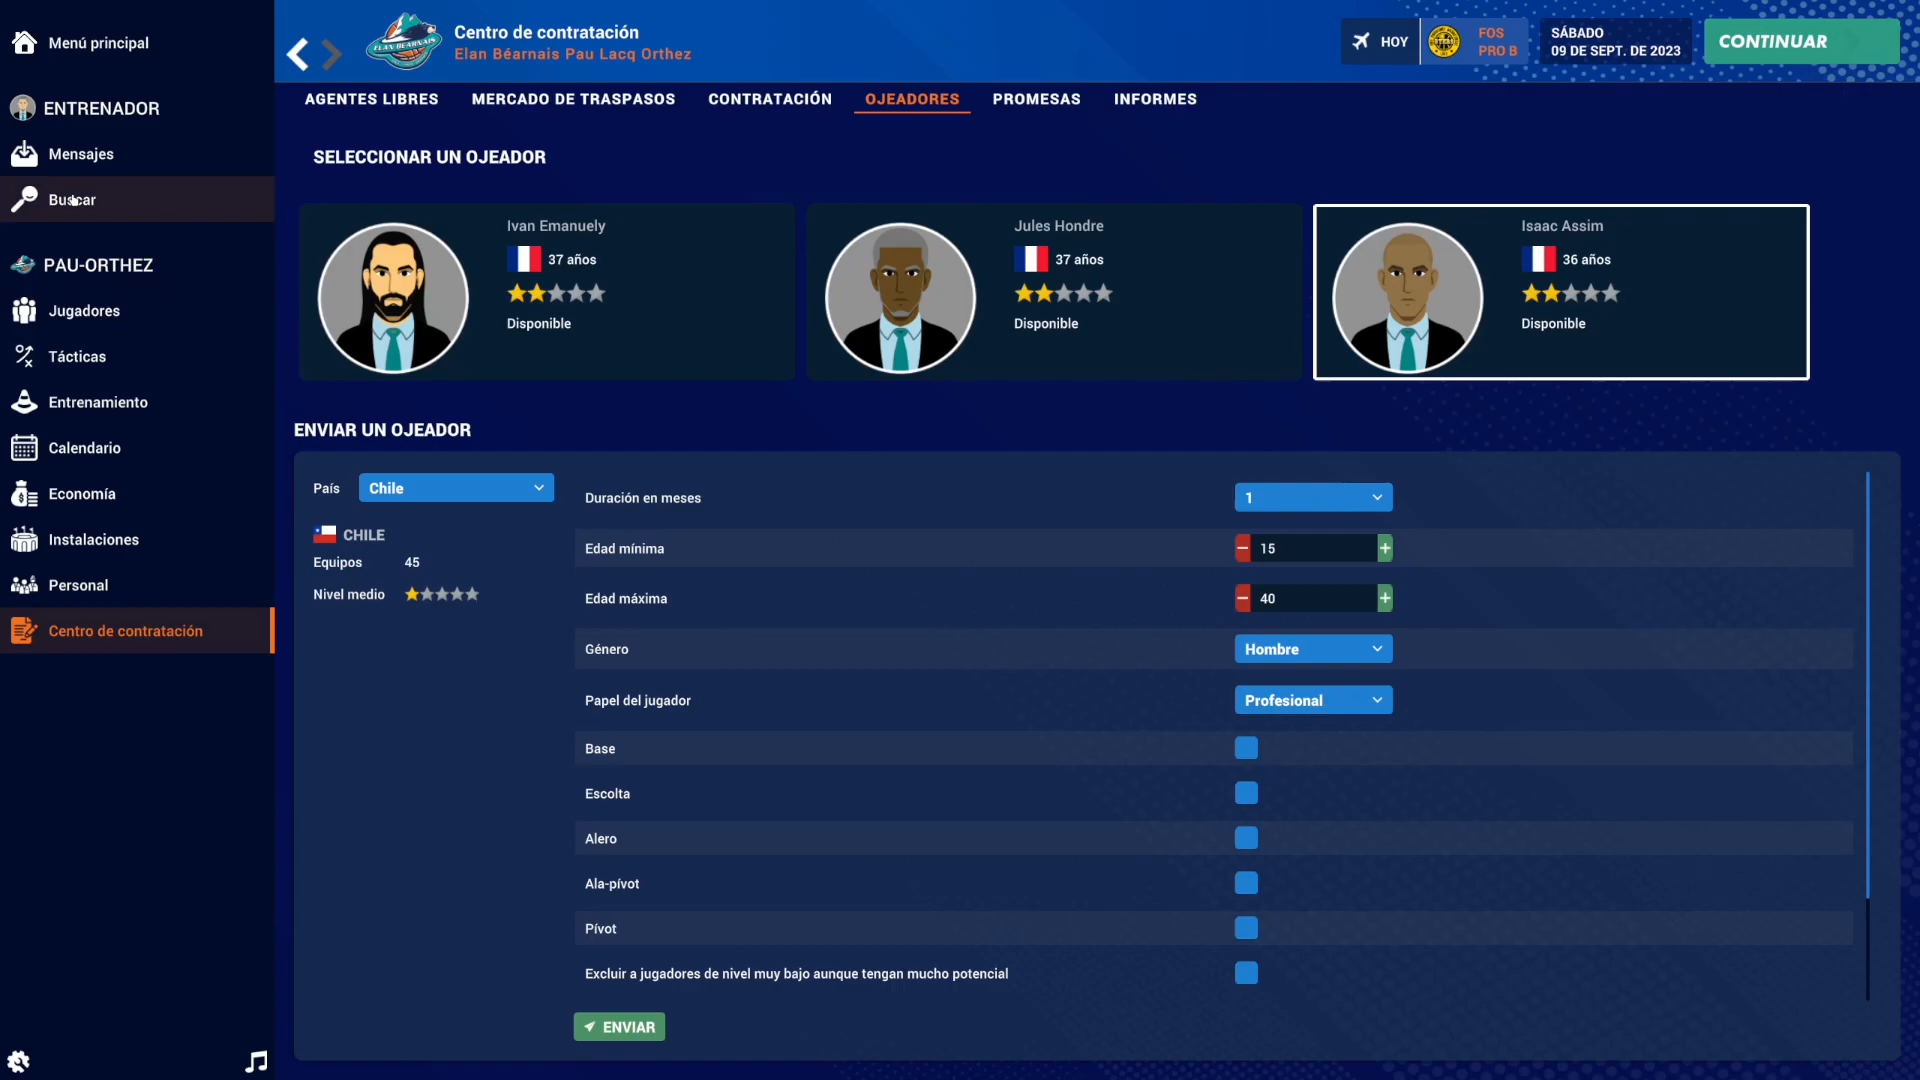 Menú principal
ENTRENADOR
Mensajes
Buscar
PAU-ORTHEZ
Jugadores
Tácticas
Entrenamiento
Calendario
Economía
Instalaciones
Personal
Centro de contratación
ELAN BÉARNAIS
Centro de contratación
Elan Béarnais Pau Lacq Orthez
HOY
FOS
PRO B
SÁBADO
09 DE SEPT. DE 2023
CONTINUAR
AGENTES LIBRES
MERCADO DE TRASPASOS
CONTRATACIÓN
OJEADORES
PROMESAS
INFORMES
SELECCIONAR UN OJEADOR
Ivan Emanuely
37 años
Disponible
Jules Hondre
37 años
Disponible
Isaac Assim
36 años
Disponible
ENVIAR UN OJEADOR
País
Chile
CHILE
Equipos 45
Nivel medio
Duración en meses 1
Edad mínima 15
Edad máxima 40
Género Hombre
Papel del jugador Profesional
Base
Escolta
Alero
Ala-pívot
Pívot
Excluir a jugadores de nivel muy bajo aunque tengan mucho potencial
ENVIAR